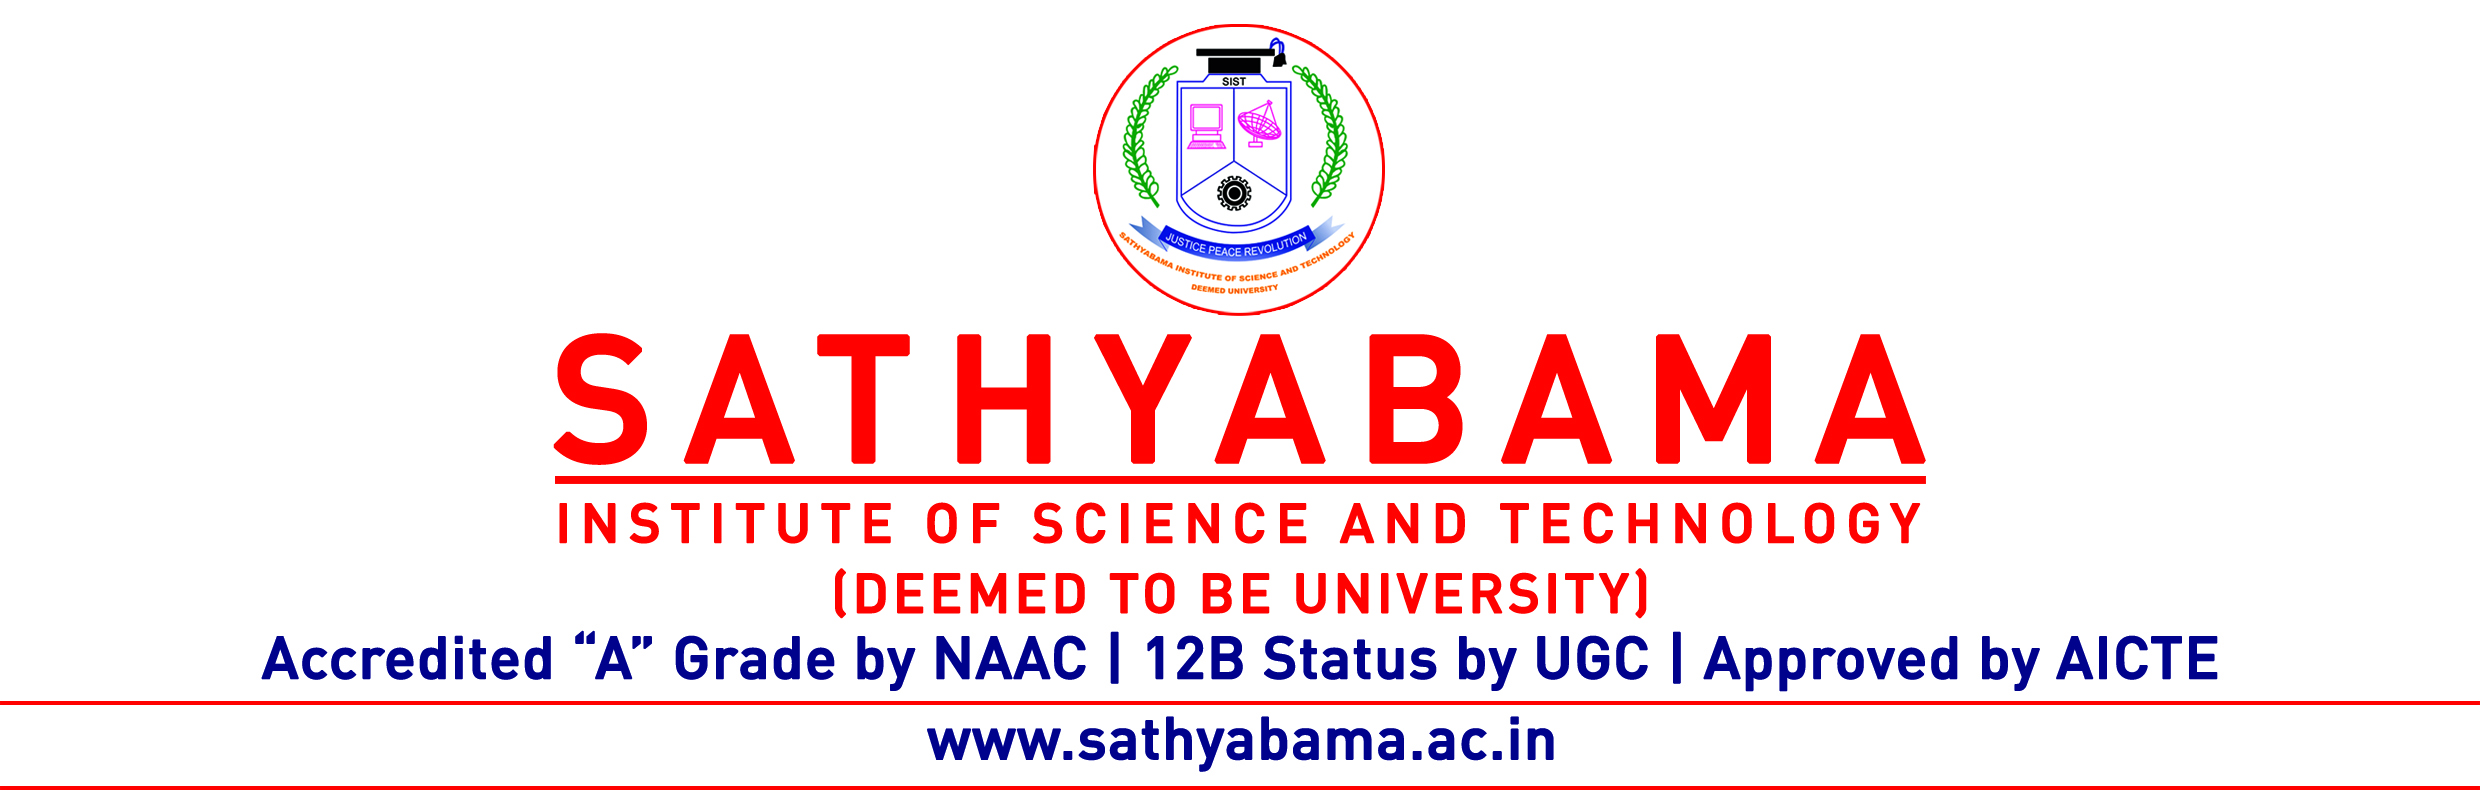 SIST
JUSTICE PEACE REVOLUTION
SATHYABAMA INSTITUTE OF SCIENCE AND TECHNOLOGY
DEEMED UNIVERSITY
SATHYABAMA
INSTITUTE OF SCIENCE AND TECHNOLOGY
(DEEMED TO BE UNIVERSITY)
Accredited “A” Grade by NAAC | 12B Status by UGC | Approved by AICTE
www.sathyabama.ac.in